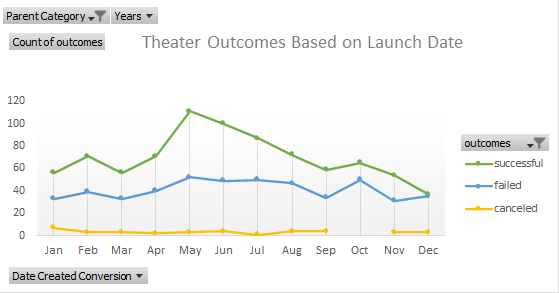 Parent Category Years
Count of outcomes
Theater Outcomes Based on Launch Date
120
100
80
60
40
20
0
Jan Feb Mar Apr May Jun Jul Aug Sep Oct Nov Dec
outcomes
successful
failed
canceled
Date Created Conversion